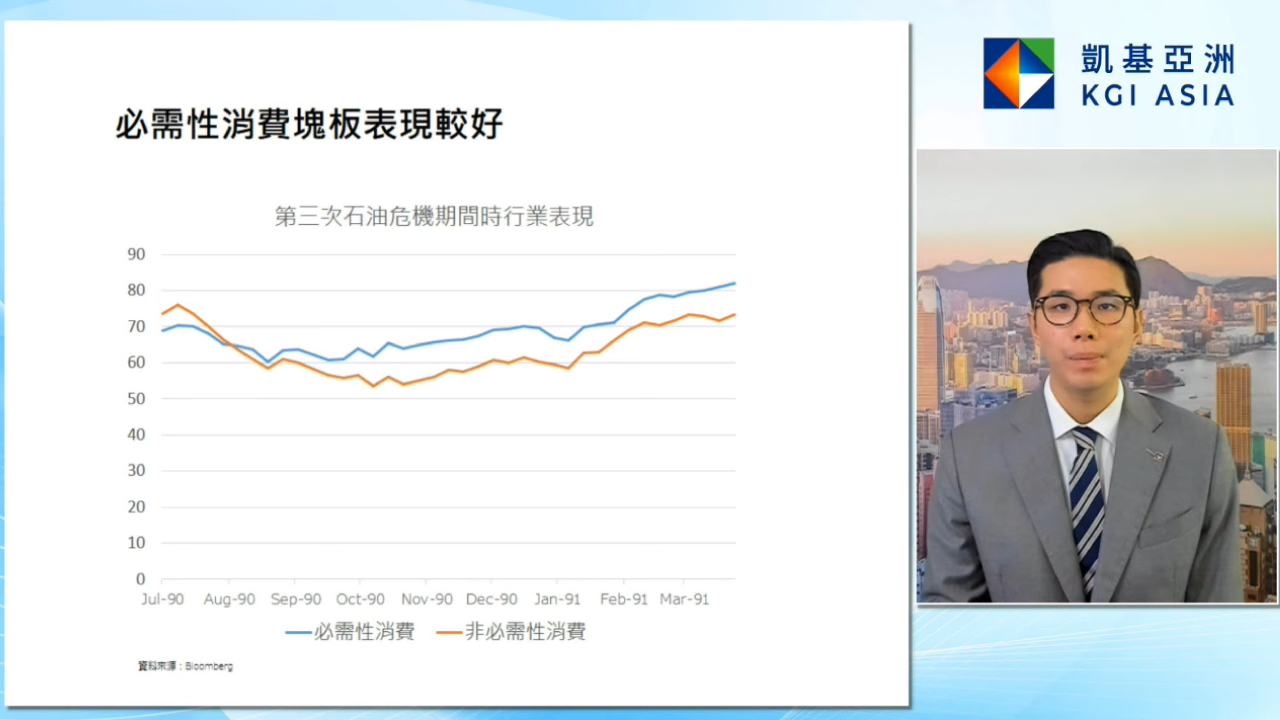 必需性消費塊板表現較好
第三次石油危機期間時行業表現
90
80
70
60
50
40
30
20
10
0
Jul-90 Aug-90 Sep-90 Oct-90 Nov-90 Dec-90 Jan-91 Feb-91 Mar-91
必需性消費 非必需性消費
資料來源：Bloomberg
凱基亞洲
KGI ASIA